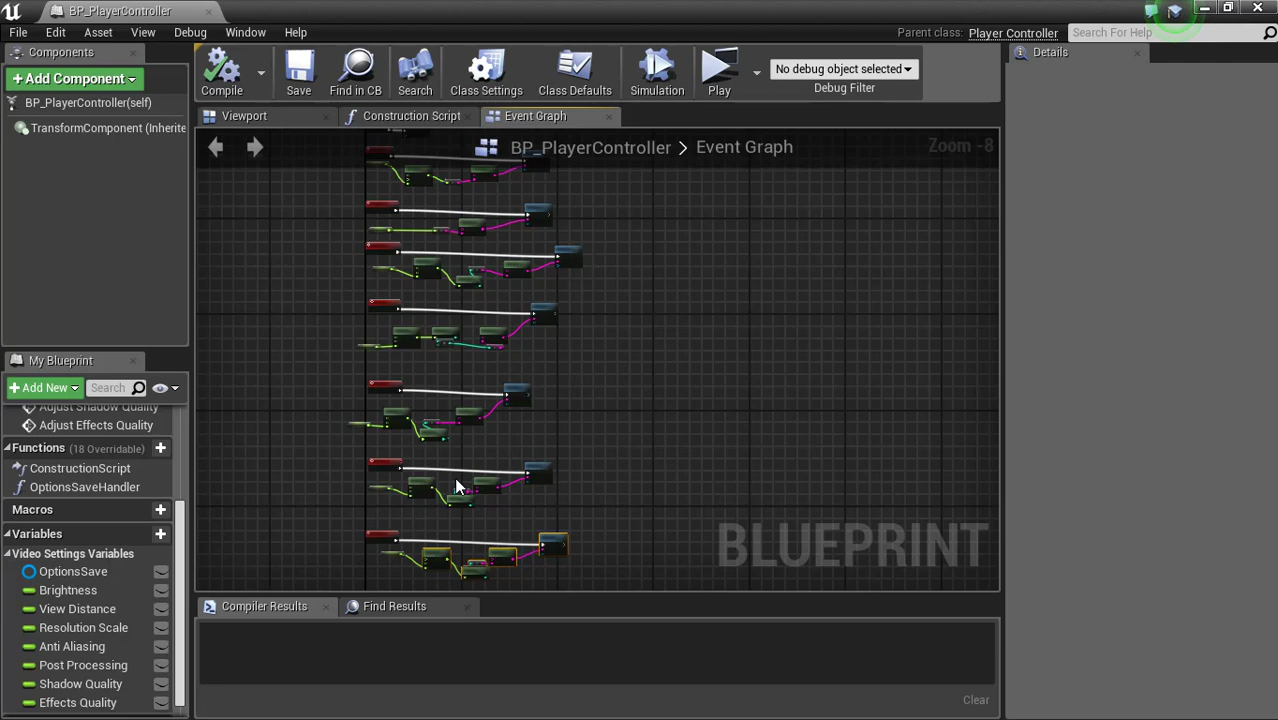 BP_PlayerController
File Edit Asset View Debug Window Help
Parent class: Player Controller
Search For Help
Components
+Add Component
BP_PlayerController(self)
TransformComponent (Inherite
Compile
Save
Find in CB
Search
Class Settings
Class Defaults
Simulation
Play
No debug object selected
Debug Filter
Details
Viewport
Construction Script
Event Graph
BP_PlayerController > Event Graph
Zoom -8
BLUEPRINT
My Blueprint
+Add New
Search
Adjust Shadow Quality
Adjust Effects Quality
Functions (18 Overridable)
ConstructionScript
OptionsSaveHandler
Macros
Variables
Video Settings Variables
OptionsSave
Brightness
View Distance
Resolution Scale
Anti Aliasing
Post Processing
Shadow Quality
Effects Quality
Compiler Results
Find Results
Clear